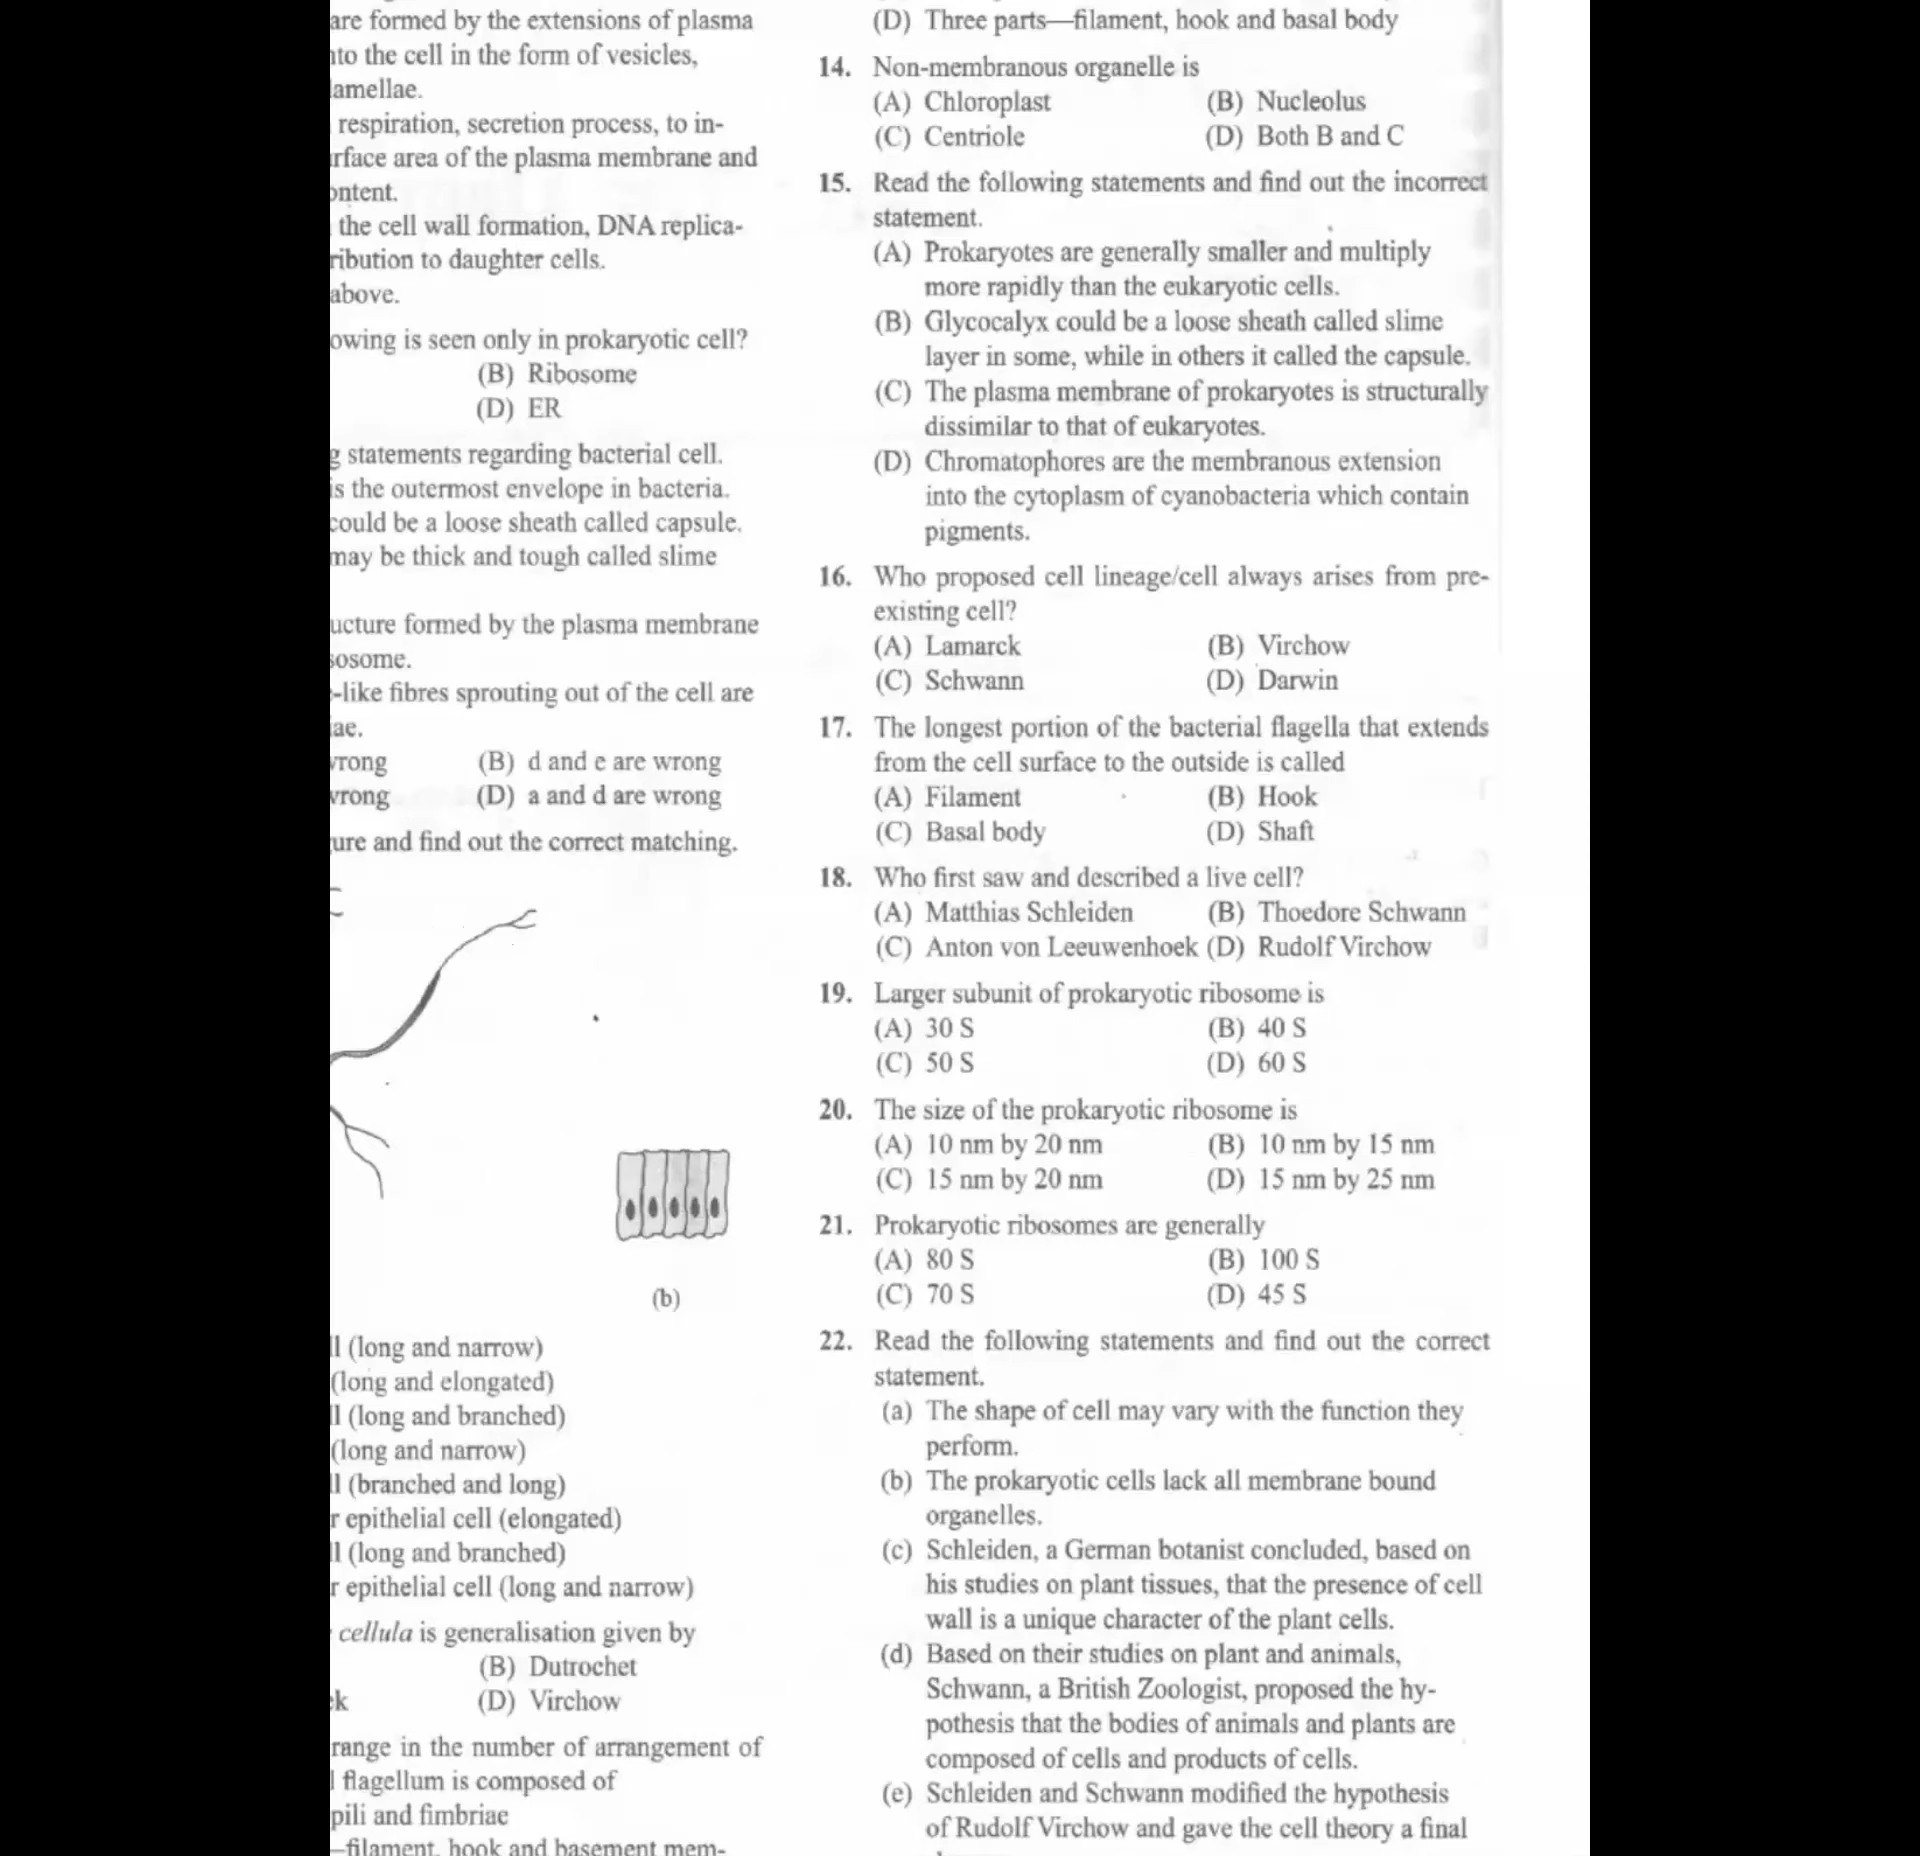 are formed by the extensions of plasma
to the cell in the form of vesicles,
amellae.
respiration, secretion process, to in-
rface area of the plasma membrane and
ontent.
the cell wall formation, DNA replica-
ribution to daughter cells.
above.
owing is seen only in prokaryotic cell?
(B) Ribosome
(D) ER
g statements regarding bacterial cell.
is the outermost envelope in bacteria.
could be a loose sheath called capsule.
may be thick and tough called slime
ucture formed by the plasma membrane
sosome.
-like fibres sprouting out of the cell are
ae.
wrong (B) d and e are wrong
wrong (D) a and d are wrong
ure and find out the correct matching.
(b)
ll (long and narrow)
(long and elongated)
ll (long and branched)
(long and narrow)
ll (branched and long)
r epithelial cell (elongated)
ll (long and branched)
r epithelial cell (long and narrow)
cellula is generalisation given by
(B) Dutrochet
k (D) Virchow
range in the number of arrangement of
flagellum is composed of
pili and fimbriae
—filament, hook and basement mem-
(D) Three parts—filament, hook and basal body
14. Non-membranous organelle is
(A) Chloroplast (B) Nucleolus
(C) Centriole (D) Both B and C
15. Read the following statements and find out the incorrect
statement.
(A) Prokaryotes are generally smaller and multiply
more rapidly than the eukaryotic cells.
(B) Glycocalyx could be a loose sheath called slime
layer in some, while in others it called the capsule.
(C) The plasma membrane of prokaryotes is structurally
dissimilar to that of eukaryotes.
(D) Chromatophores are the membranous extension
into the cytoplasm of cyanobacteria which contain
pigments.
16. Who proposed cell lineage/cell always arises from pre-
existing cell?
(A) Lamarck (B) Virchow
(C) Schwann (D) Darwin
17. The longest portion of the bacterial flagella that extends
from the cell surface to the outside is called
(A) Filament (B) Hook
(C) Basal body (D) Shaft
18. Who first saw and described a live cell?
(A) Matthias Schleiden (B) Thoedore Schwann
(C) Anton von Leeuwenhoek (D) Rudolf Virchow
19. Larger subunit of prokaryotic ribosome is
(A) 30 S (B) 40 S
(C) 50 S (D) 60 S
20. The size of the prokaryotic ribosome is
(A) 10 nm by 20 nm (B) 10 nm by 15 nm
(C) 15 nm by 20 nm (D) 15 nm by 25 nm
21. Prokaryotic ribosomes are generally
(A) 80 S (B) 100 S
(C) 70 S (D) 45 S
22. Read the following statements and find out the correct
statement.
(a) The shape of cell may vary with the function they
perform.
(b) The prokaryotic cells lack all membrane bound
organelles.
(c) Schleiden, a German botanist concluded, based on
his studies on plant tissues, that the presence of cell
wall is a unique character of the plant cells.
(d) Based on their studies on plant and animals,
Schwann, a British Zoologist, proposed the hy-
pothesis that the bodies of animals and plants are
composed of cells and products of cells.
(e) Schleiden and Schwann modified the hypothesis
of Rudolf Virchow and gave the cell theory a final